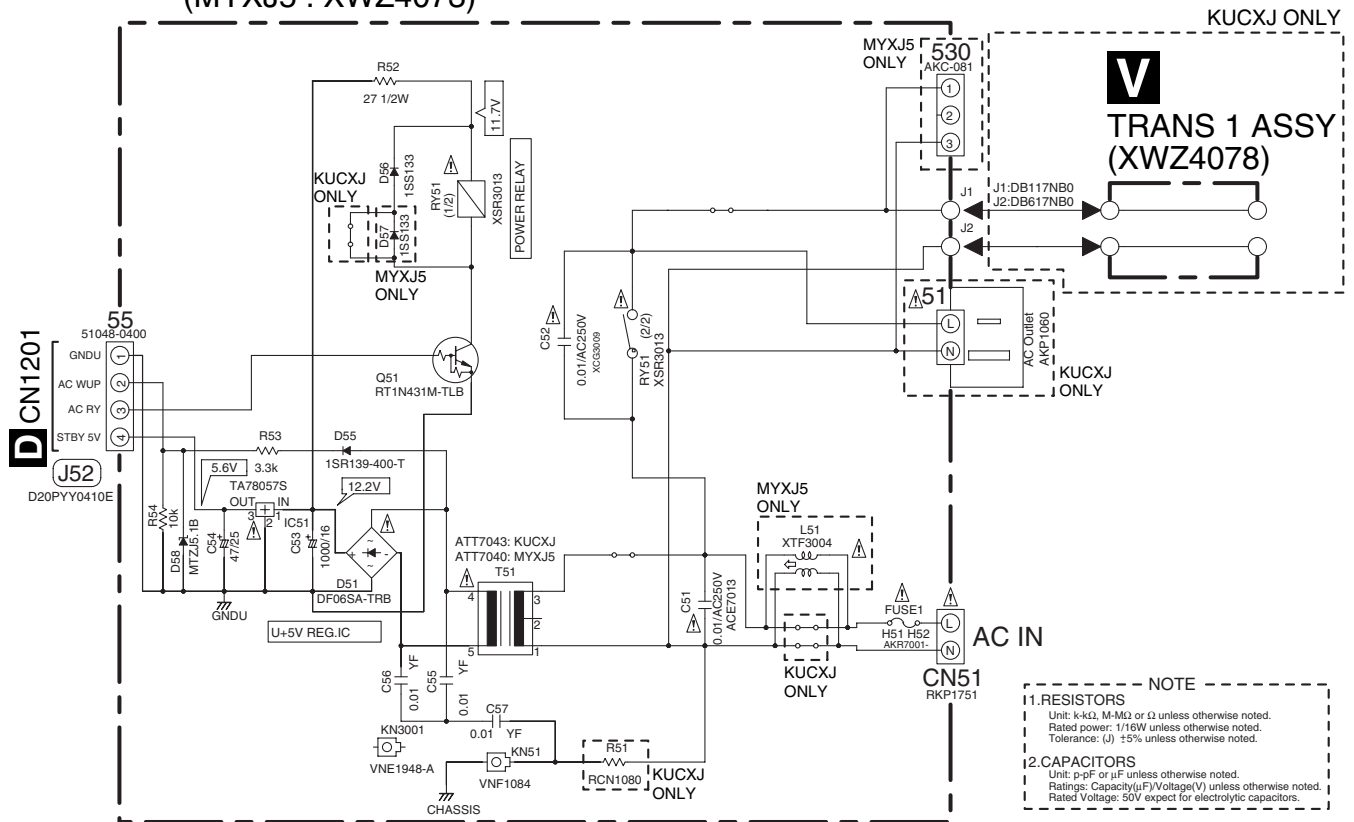 (MYXJ5 : XWZ4078)
KUCXJ ONLY
MYXJ5
ONLY
530
AKC-081
1
2
3
V
TRANS 1 ASSY
(XWZ4078)
R52
27 1/2W
11.7V
D56
1SS133
RY51
(1/2)
XSR3013
POWER RELAY
KUCXJ
ONLY
D57
1SS133
MYXJ5
ONLY
J1
J1:DB117NB0
J2:DB617NB0
J2
51
L
N
AC Outlet
AKP1060
KUCXJ
ONLY
C52
0.01/AC250V
XCG3009
RY51 (2/2)
XSR3013
D CN1201
55
51048-0400
GNDU
1
AC WUP
2
AC RY
3
STBY 5V
4
J52
D20PYY0410E
Q51
RT1N431M-TLB
R53
3.3k
D55
1SR139-400-T
5.6V
TA78057S
12.2V
OUT
IN
3
2
1
IC51
R54
10k
D58
MTZJ5.1B
C54
47/25
C53
1000/16
+
-
D51
DF06SA-TRB
GNDU
U+5V REG.IC
ATT7043: KUCXJ
ATT7040: MYXJ5
T51
4
3
2
5
1
C51
0.01/AC250V
ACE7013
MYXJ5
ONLY
L51
XTF3004
KUCXJ
ONLY
FUSE1
H51 H52
AKR7001-
L
N
AC IN
CN51
RKP1751
C56
0.01
YF
C55
0.01
YF
C57
0.01
YF
KN3001
VNE1948-A
KN51
VNF1084
CHASSIS
R51
RCN1080
KUCXJ
ONLY
NOTE
1.RESISTORS
Unit: k-kΩ, M-MΩ or Ω unless otherwise noted.
Rated power: 1/16W unless otherwise noted.
Tolerance: (J) ±5% unless otherwise noted.
2.CAPACITORS
Unit: p-pF or µF unless otherwise noted.
Ratings: Capacity(µF)/Voltage(V) unless otherwise noted.
Rated Voltage: 50V expect for electrolytic capacitors.